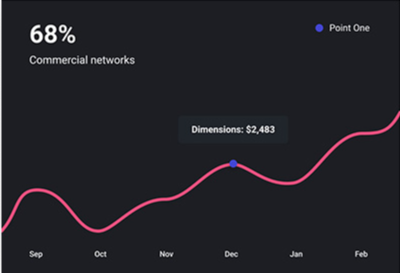 68%
Point One
Commercial networks
Dimensions: $2,483
Sep Oct Nov Dec Jan Feb